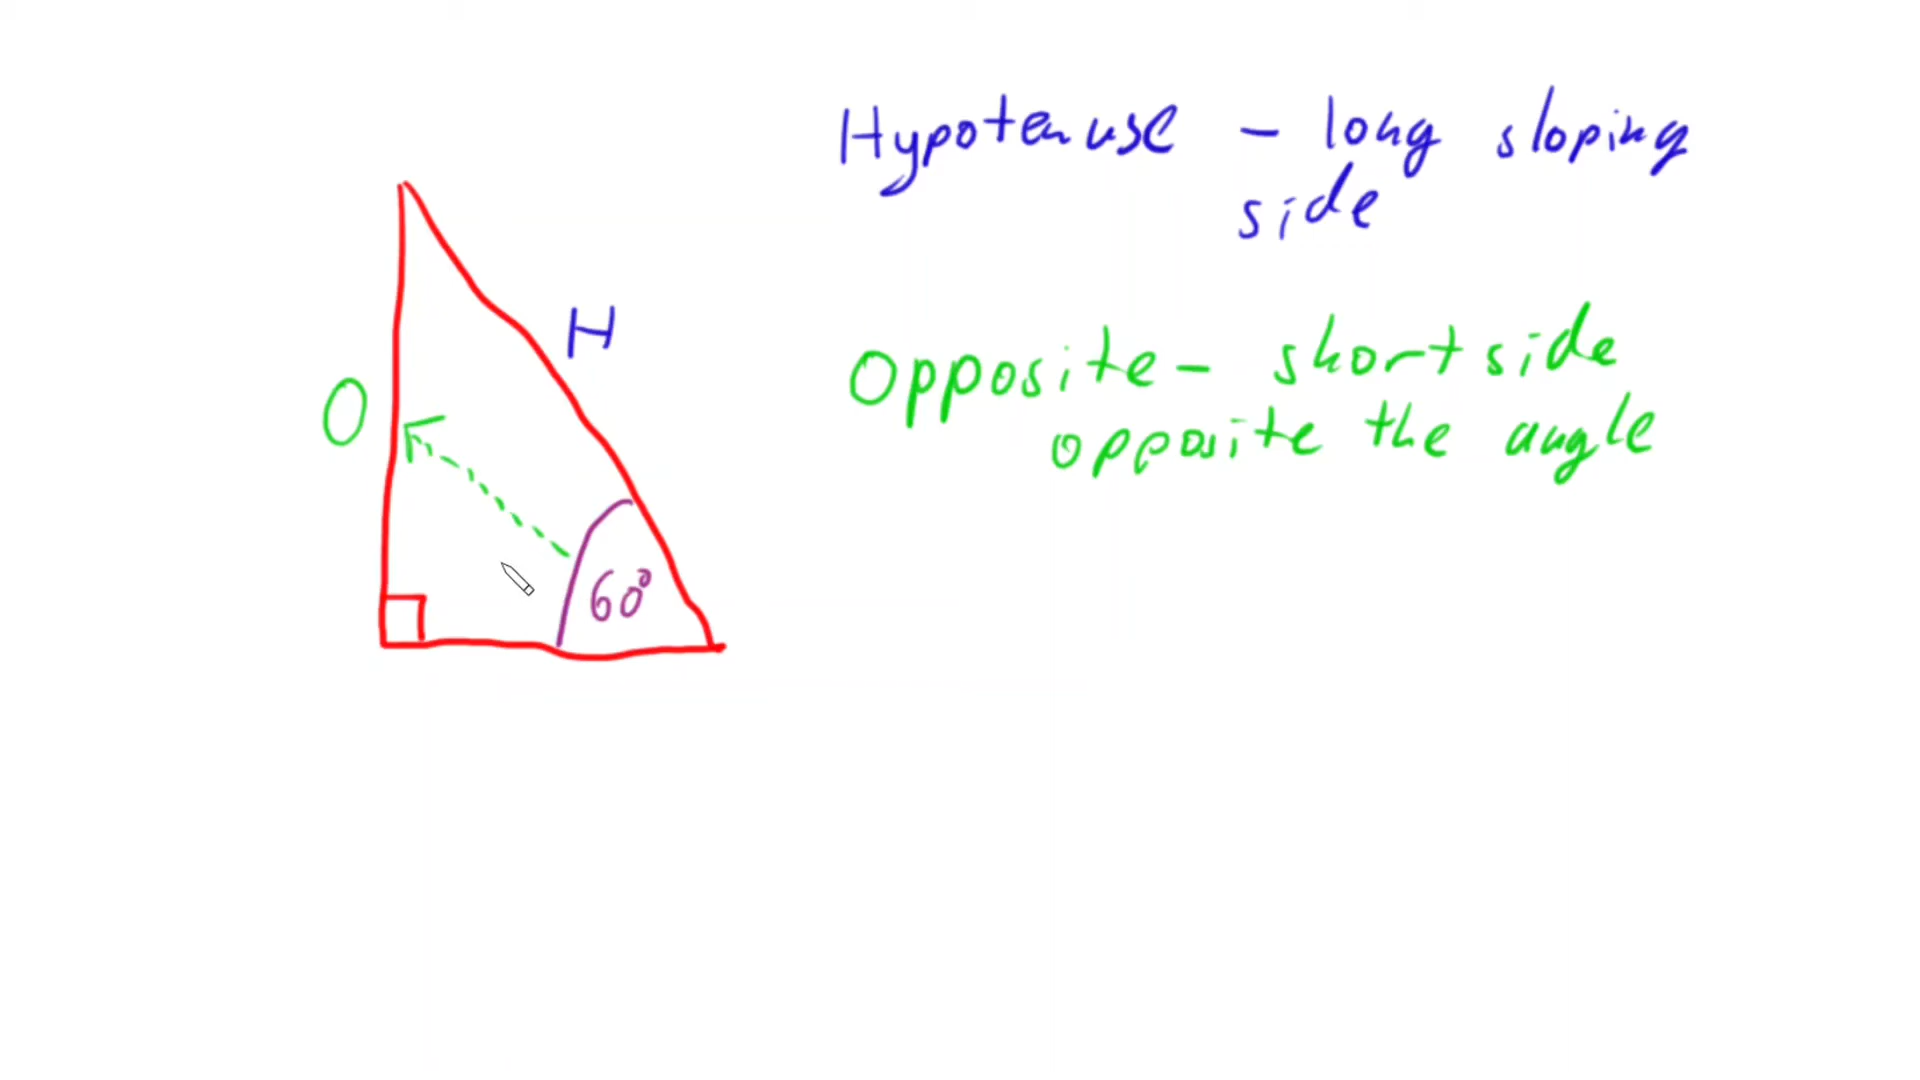 Hypotenuse - long sloping
side
H
O
Opposite - short side
opposite the angle
60°